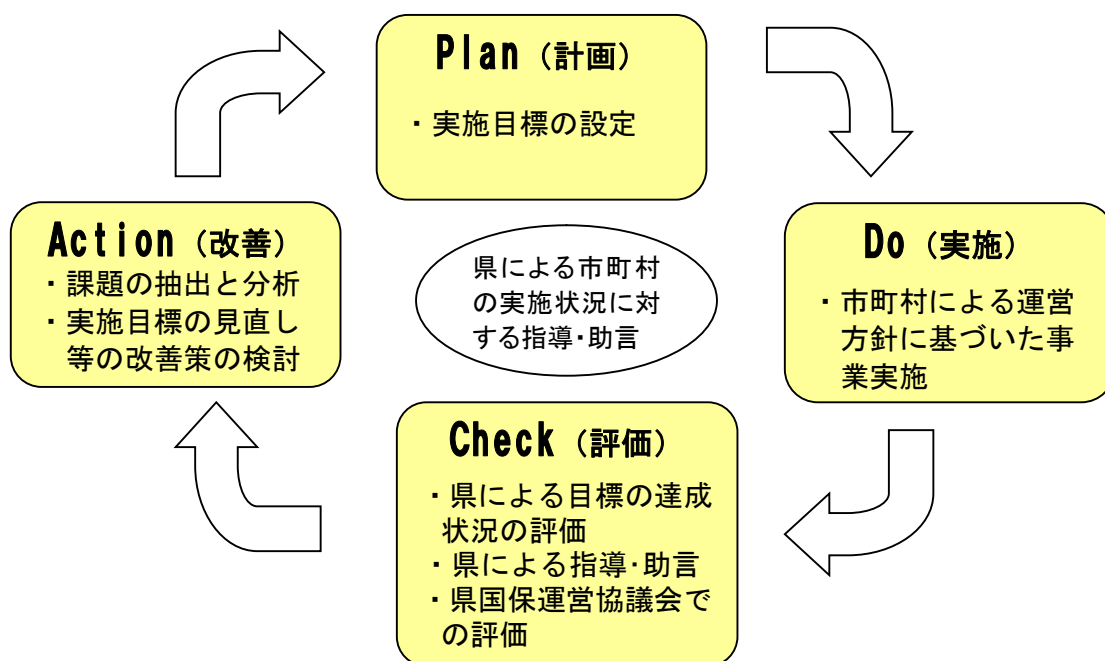 Plan（計画）
・実施目標の設定
Do（実施）
・市町村による運営
方針に基づいた事
業実施
Check（評価）
・県による目標の達成
状況の評価
・県による指導・助言
・県国保運営協議会で
の評価
Action（改善）
・課題の抽出と分析
・実施目標の見直し
等の改善策の検討
県による市町村
の実施状況に対
する指導・助言